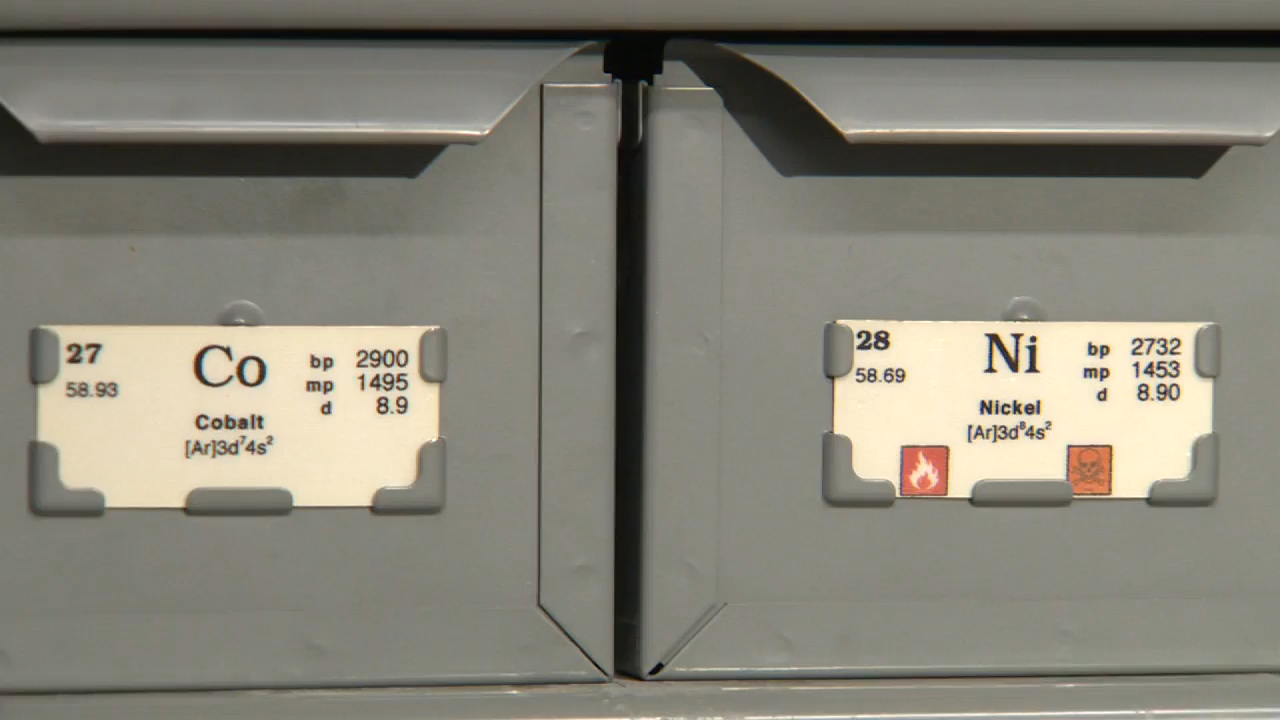 27 Co bp 2900
58.93 mp 1495
d 8.9
Cobalt
[Ar]3d⁷4s²
28 Ni bp 2732
58.69 mp 1453
d 8.90
Nickel
[Ar]3d⁸4s²